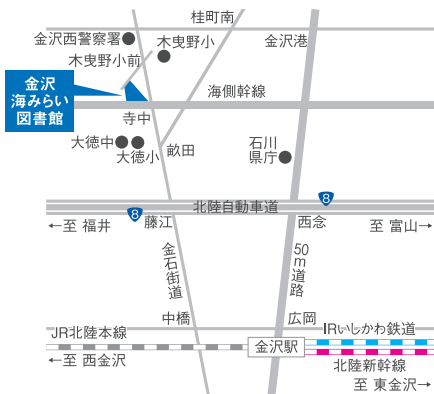 桂町南
金沢西警察署
木曳野小
金沢港
木曳野小前
金沢
海みらい
図書館
海側幹線
寺中
大徳中
大徳小
畝田
石川
県庁
8
北陸自動車道
8
←至 福井
藤江
西念
至 富山→
金石街道
50m道路
中橋
広岡
JR北陸本線
IRいしかわ鉄道
金沢駅
←至 西金沢
北陸新幹線
至 東金沢→